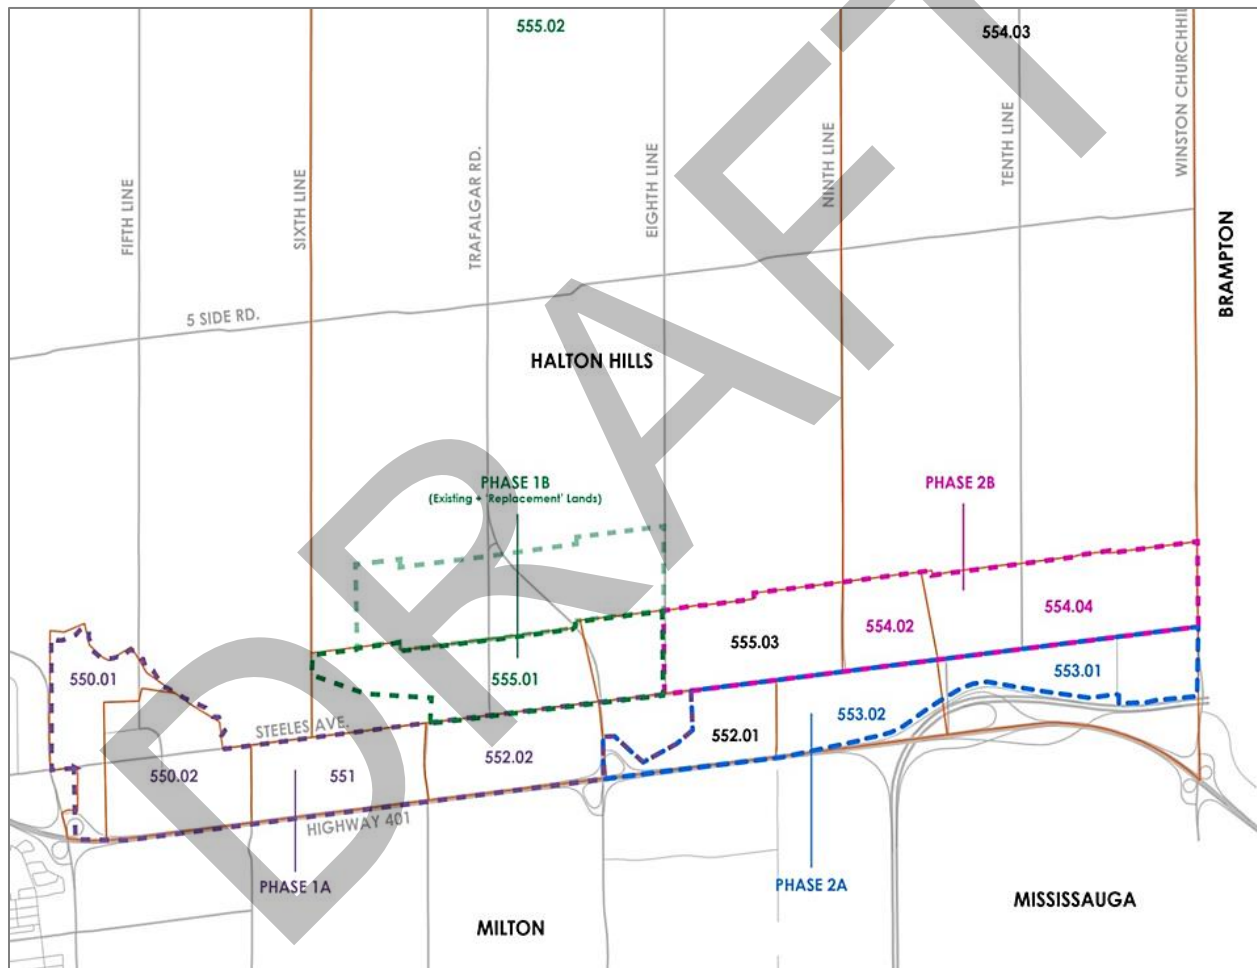 555.02
554.03
FIFTH LINE
SIXTH LINE
TRAFALGAR RD.
EIGHTH LINE
NINTH LINE
TENTH LINE
WINSTON
BRAMPTON
5 SIDE RD.
HALTON HILLS
PHASE 1B
(Existing + 'Replacement' Lands)
PHASE 2B
554.04
554.02
555.03
550.01
555.01
553.01
STEELES AVE.
553.02
552.01
552.02
550.02
551
HIGHWAY 401
PHASE 1A
PHASE 2A
MISSISSAUGA
MILTON
DRAFT